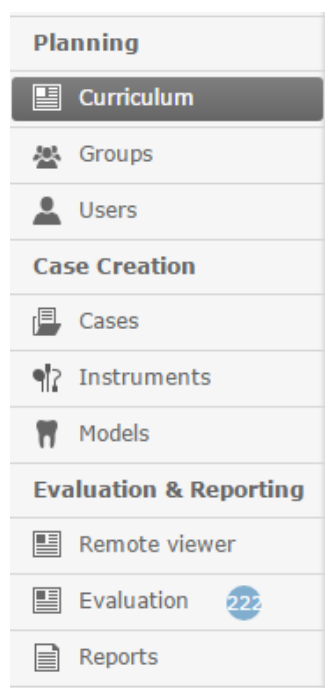 Planning
Curriculum
Groups
Users
Case Creation
Cases
Instruments
Models
Evaluation & Reporting
Remote viewer
Evaluation 222
Reports